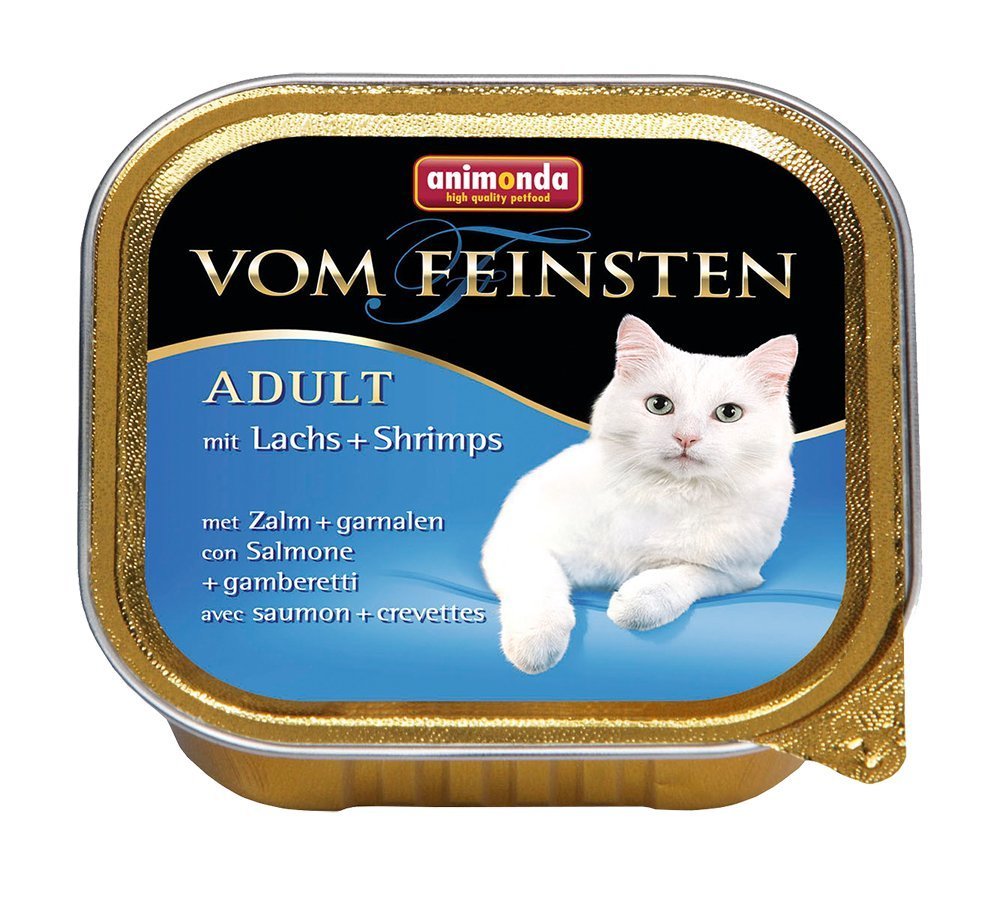 animonda
high quality petfood
VOM FEINSTEN
ADULT
mit Lachs + Shrimps
met Zalm + garnalen
con Salmone
+ gamberetti
avec saumon + crevettes